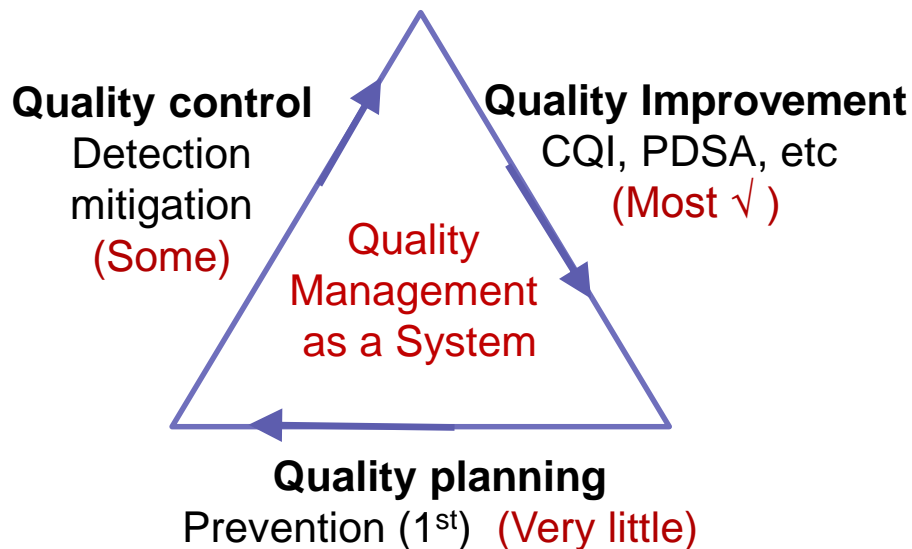 Quality control
Detection
mitigation
(Some)
Quality Improvement
CQI, PDSA, etc
(Most √ )
Quality
Management
as a System
Quality planning
Prevention (1st) (Very little)